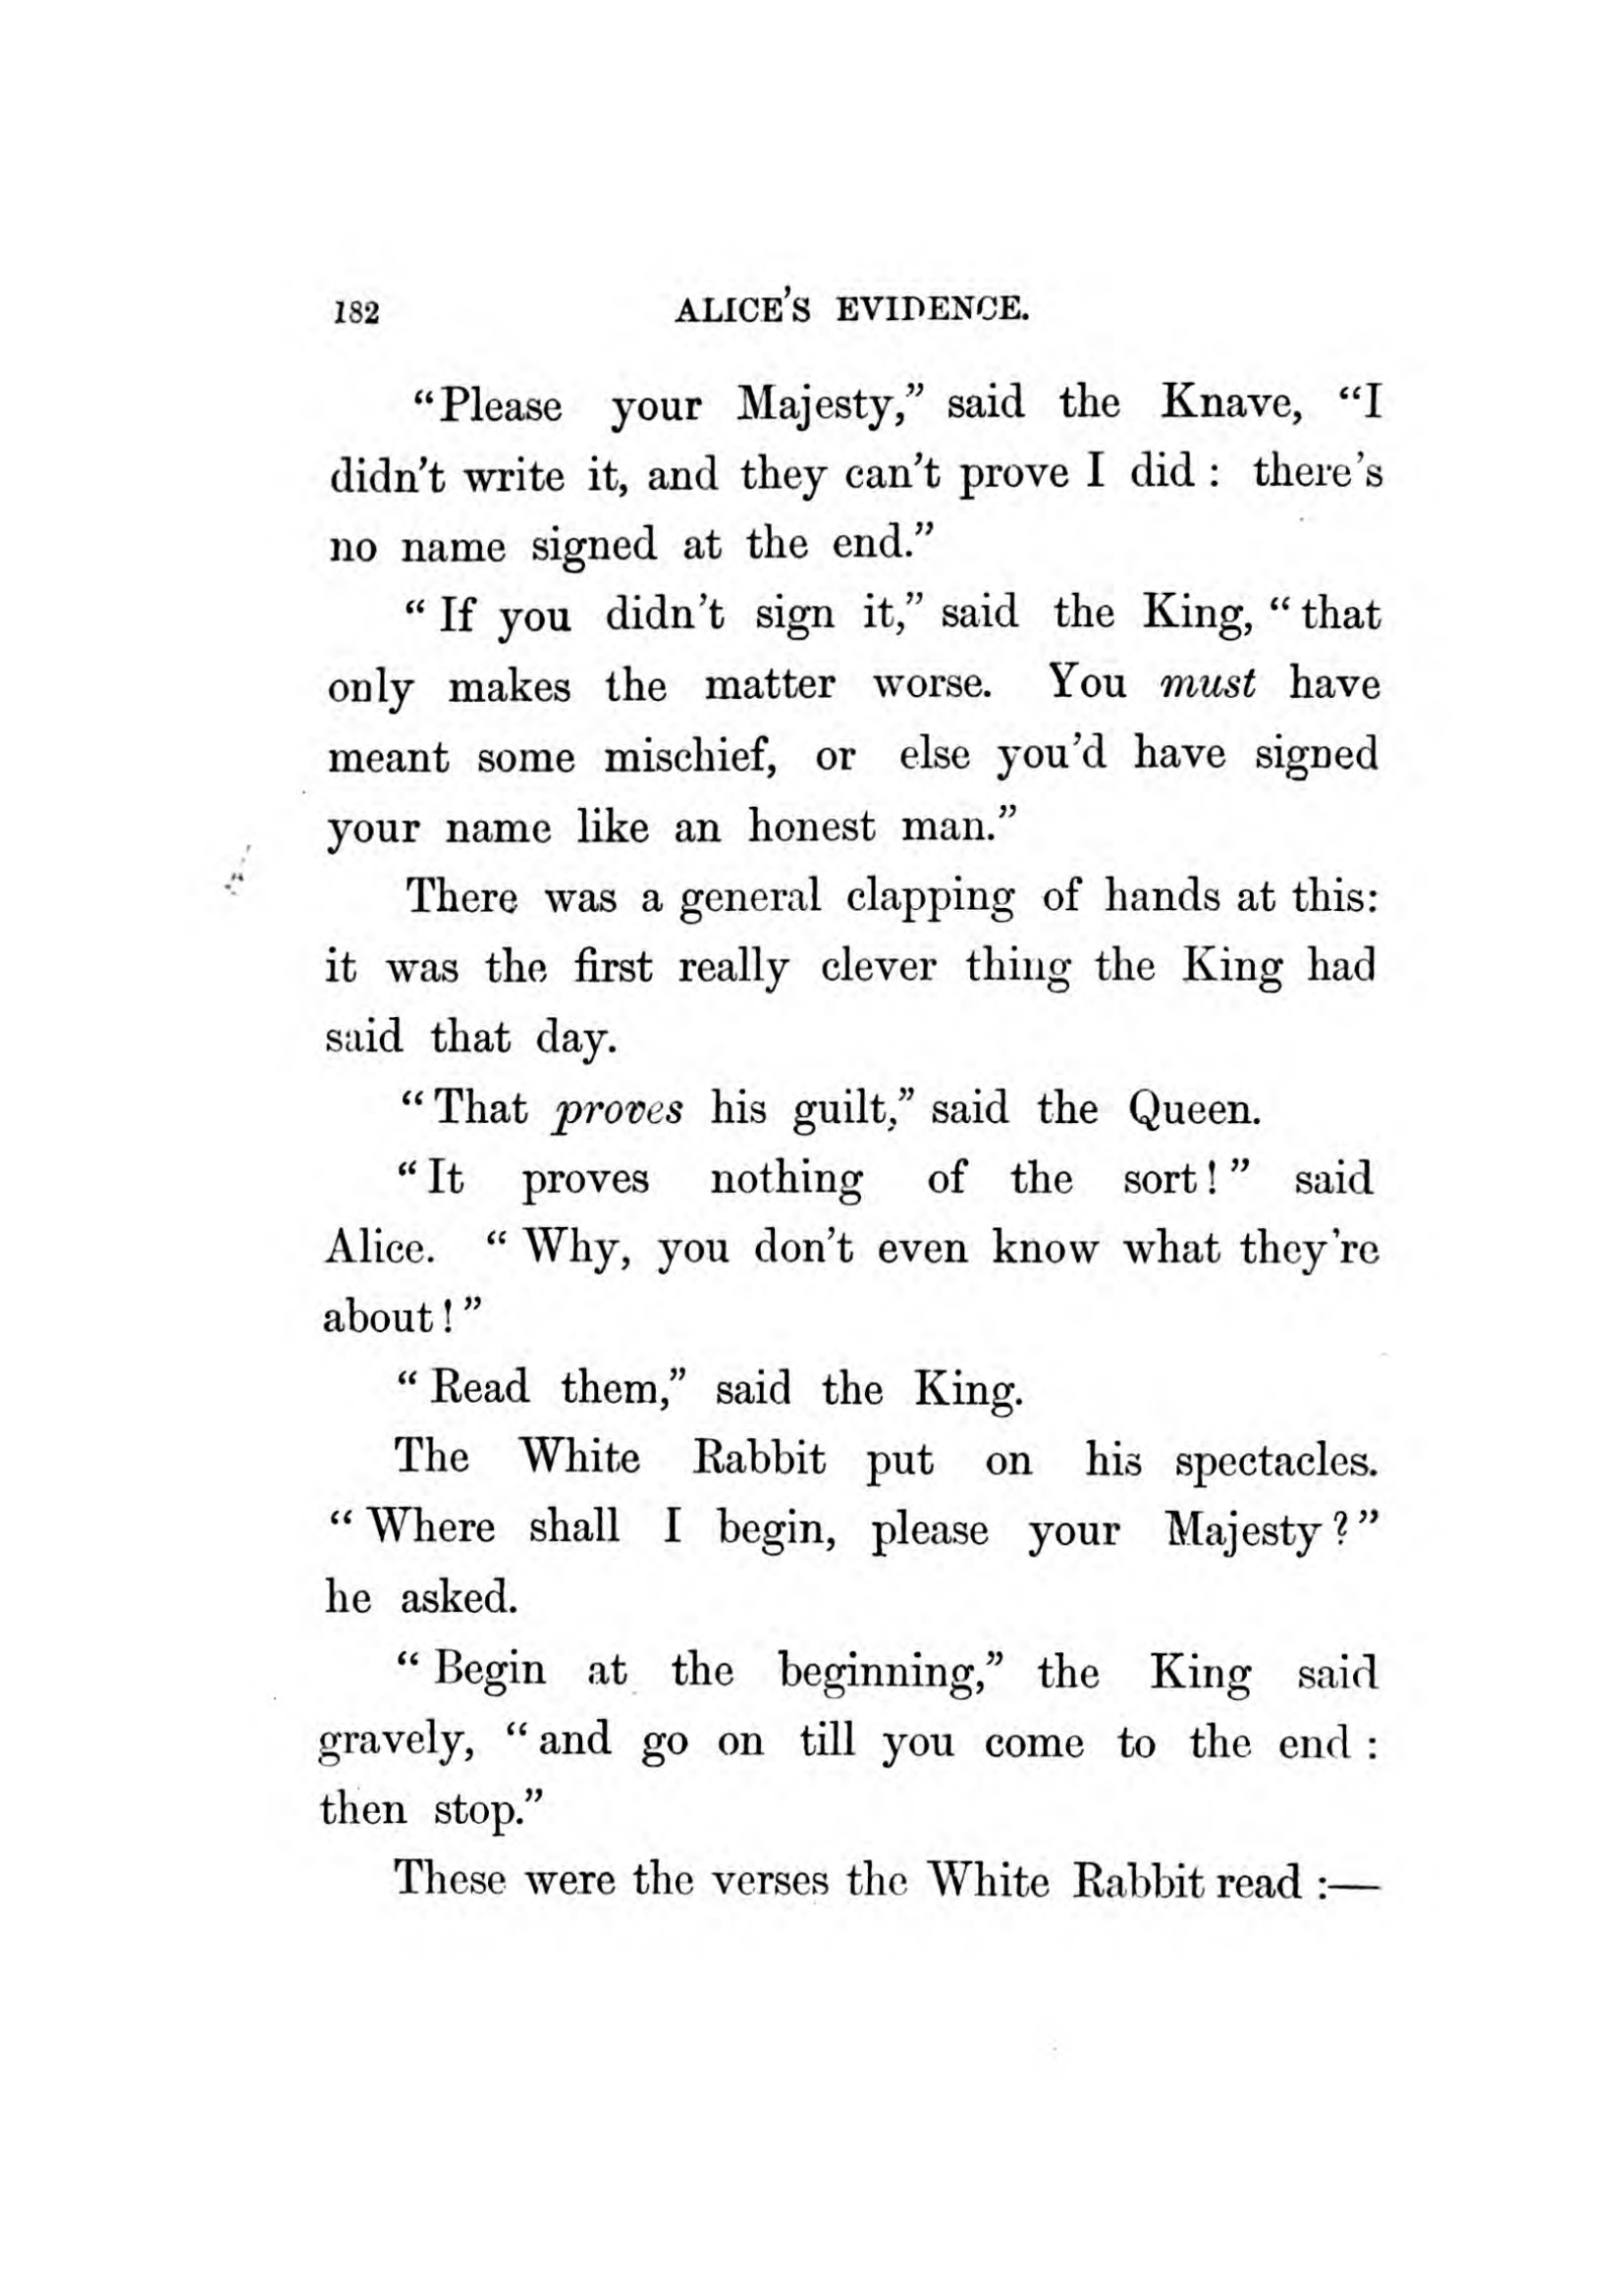 182 ALICE'S EVIDENCE.
“Please your Majesty,” said the Knave, “I
didn't write it, and they can't prove I did : there's
no name signed at the end.”
“ If you didn't sign it,” said the King, “ that
only makes the matter worse. You must have
meant some mischief, or else you'd have signed
your name like an honest man.”
There was a general clapping of hands at this:
it was the first really clever thing the King had
said that day.
“ That proves his guilt,” said the Queen.
“ It proves nothing of the sort! ” said
Alice. “ Why, you don't even know what they're
about! ”
“ Read them,” said the King.
The White Rabbit put on his spectacles.
“ Where shall I begin, please your Majesty ? ”
he asked.
“ Begin at the beginning,” the King said
gravely, “ and go on till you come to the end :
then stop.”
These were the verses the White Rabbit read :—